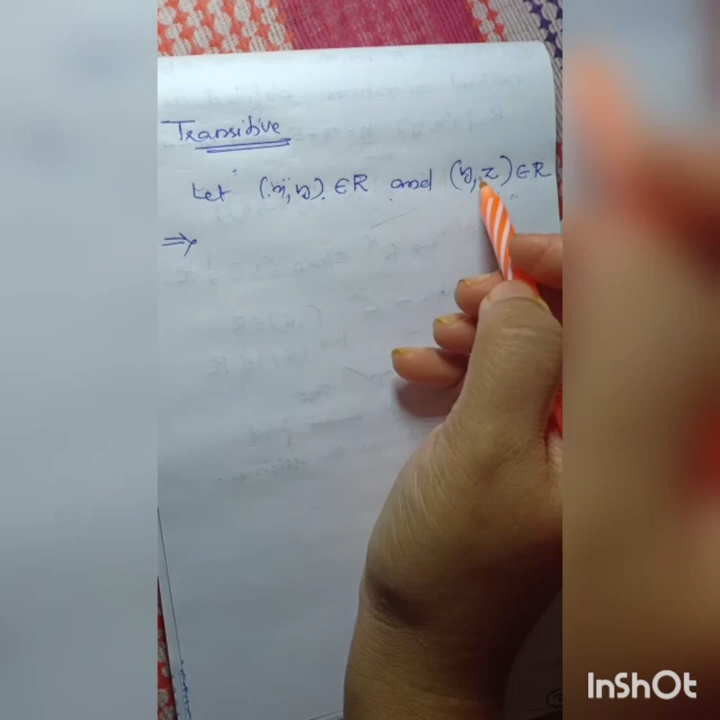 Transitive
Let (x,y) ∈R and (y,z)∈R
⇒
InShOt